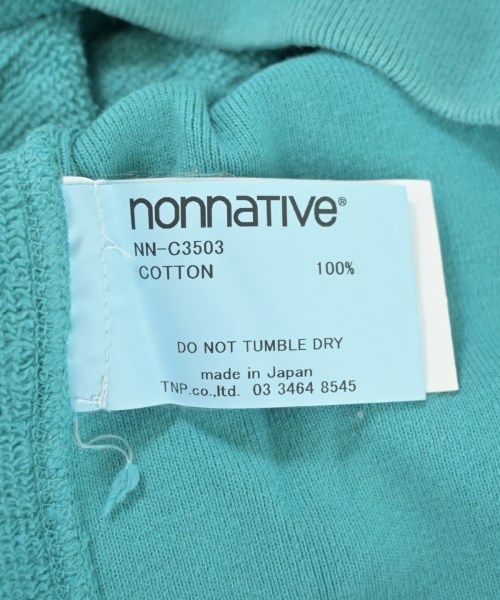 nonnative®
NN-C3503
COTTON 100%
DO NOT TUMBLE DRY
made in Japan
TNP.co.,ltd. 03 3464 8545